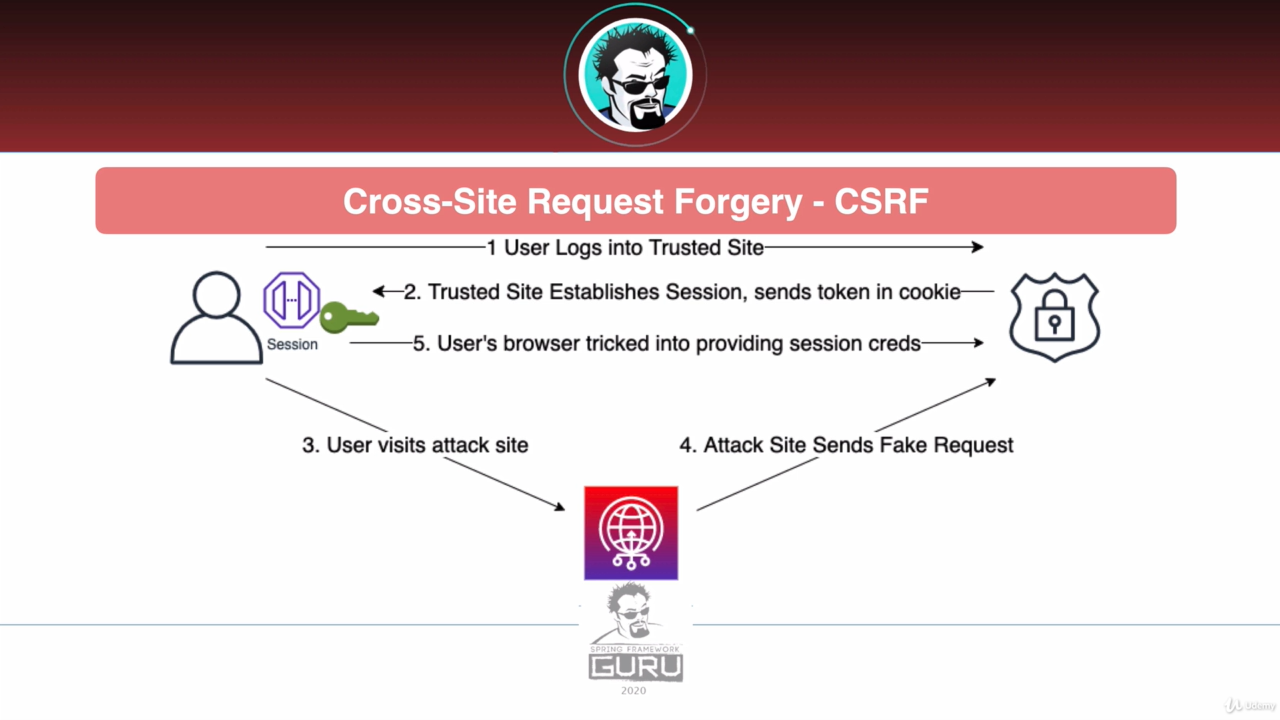 Cross-Site Request Forgery - CSRF
1 User Logs into Trusted Site
2. Trusted Site Establishes Session, sends token in cookie
Session
5. User's browser tricked into providing session creds
3. User visits attack site
4. Attack Site Sends Fake Request
SPRING FRAMEWORK
GURU
2020
Udemy